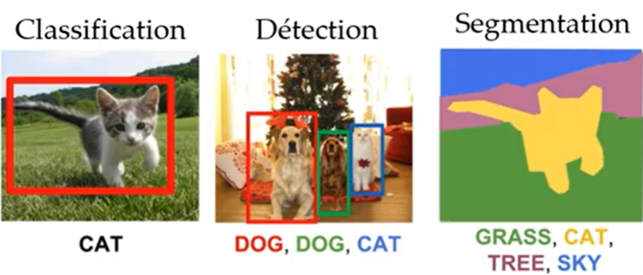 Classification
Détection
Segmentation
CAT
DOG, DOG, CAT
GRASS, CAT,
TREE, SKY